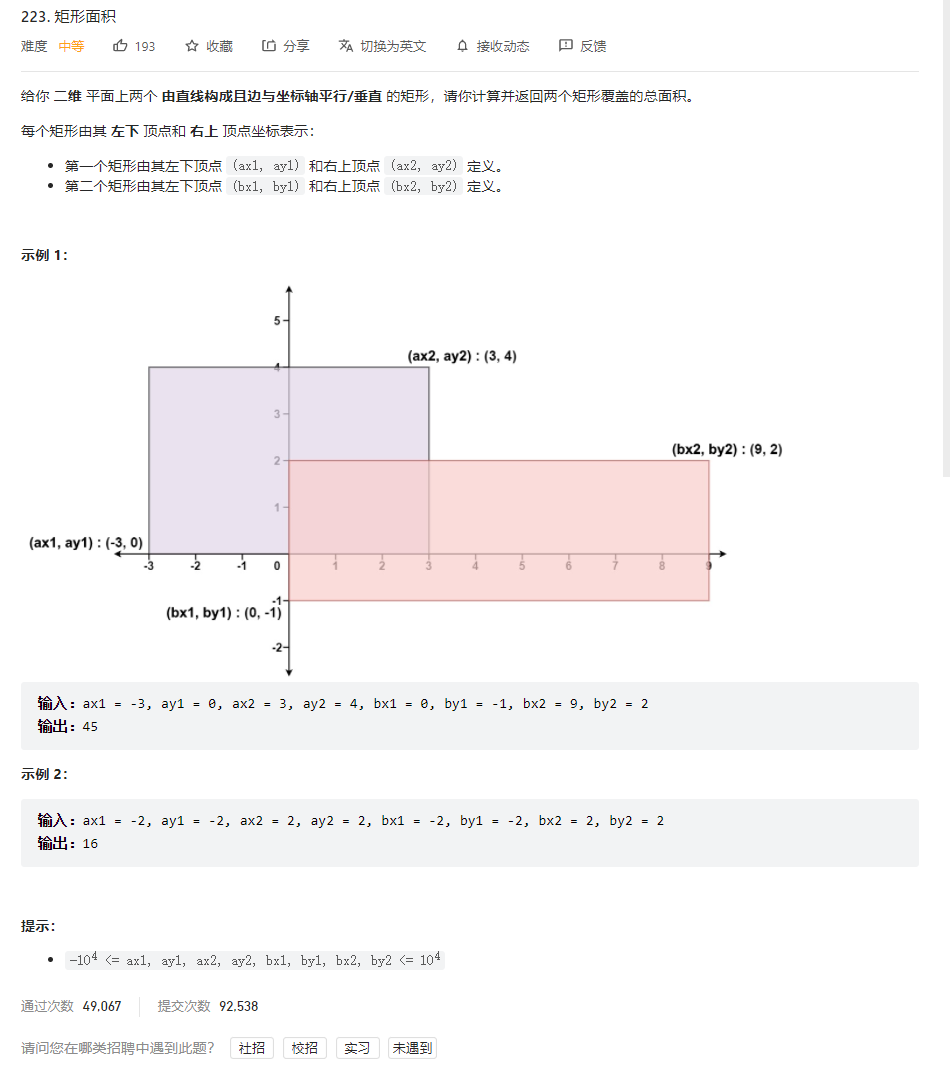 223. 矩形面积
难度 中等 193 收藏 分享 切换为英文 接收动态 反馈
给你 二维 平面上两个 由直线构成且边与坐标轴平行/垂直 的矩形，请你计算并返回两个矩形覆盖的总面积。
每个矩形由其 左下 顶点和 右上 顶点坐标表示：
• 第一个矩形由其左下顶点 (ax1, ay1) 和右上顶点 (ax2, ay2) 定义。
• 第二个矩形由其左下顶点 (bx1, by1) 和右上顶点 (bx2, by2) 定义。
示例 1：
5
(ax2, ay2) : (3, 4)
4
3
(bx2, by2) : (9, 2)
2
1
(ax1, ay1) : (-3, 0)
-3 -2 -1 0 1 2 3 4 5 6 7 8 9
-1
(bx1, by1) : (0, -1)
-2
输入：ax1 = -3, ay1 = 0, ax2 = 3, ay2 = 4, bx1 = 0, by1 = -1, bx2 = 9, by2 = 2
输出：45
示例 2：
输入：ax1 = -2, ay1 = -2, ax2 = 2, ay2 = 2, bx1 = -2, by1 = -2, bx2 = 2, by2 = 2
输出：16
提示：
• -10⁴ <= ax1, ay1, ax2, ay2, bx1, by1, bx2, by2 <= 10⁴
通过次数 49,067 提交次数 92,538
请问您在哪类招聘中遇到此题？ 社招 校招 实习 未遇到